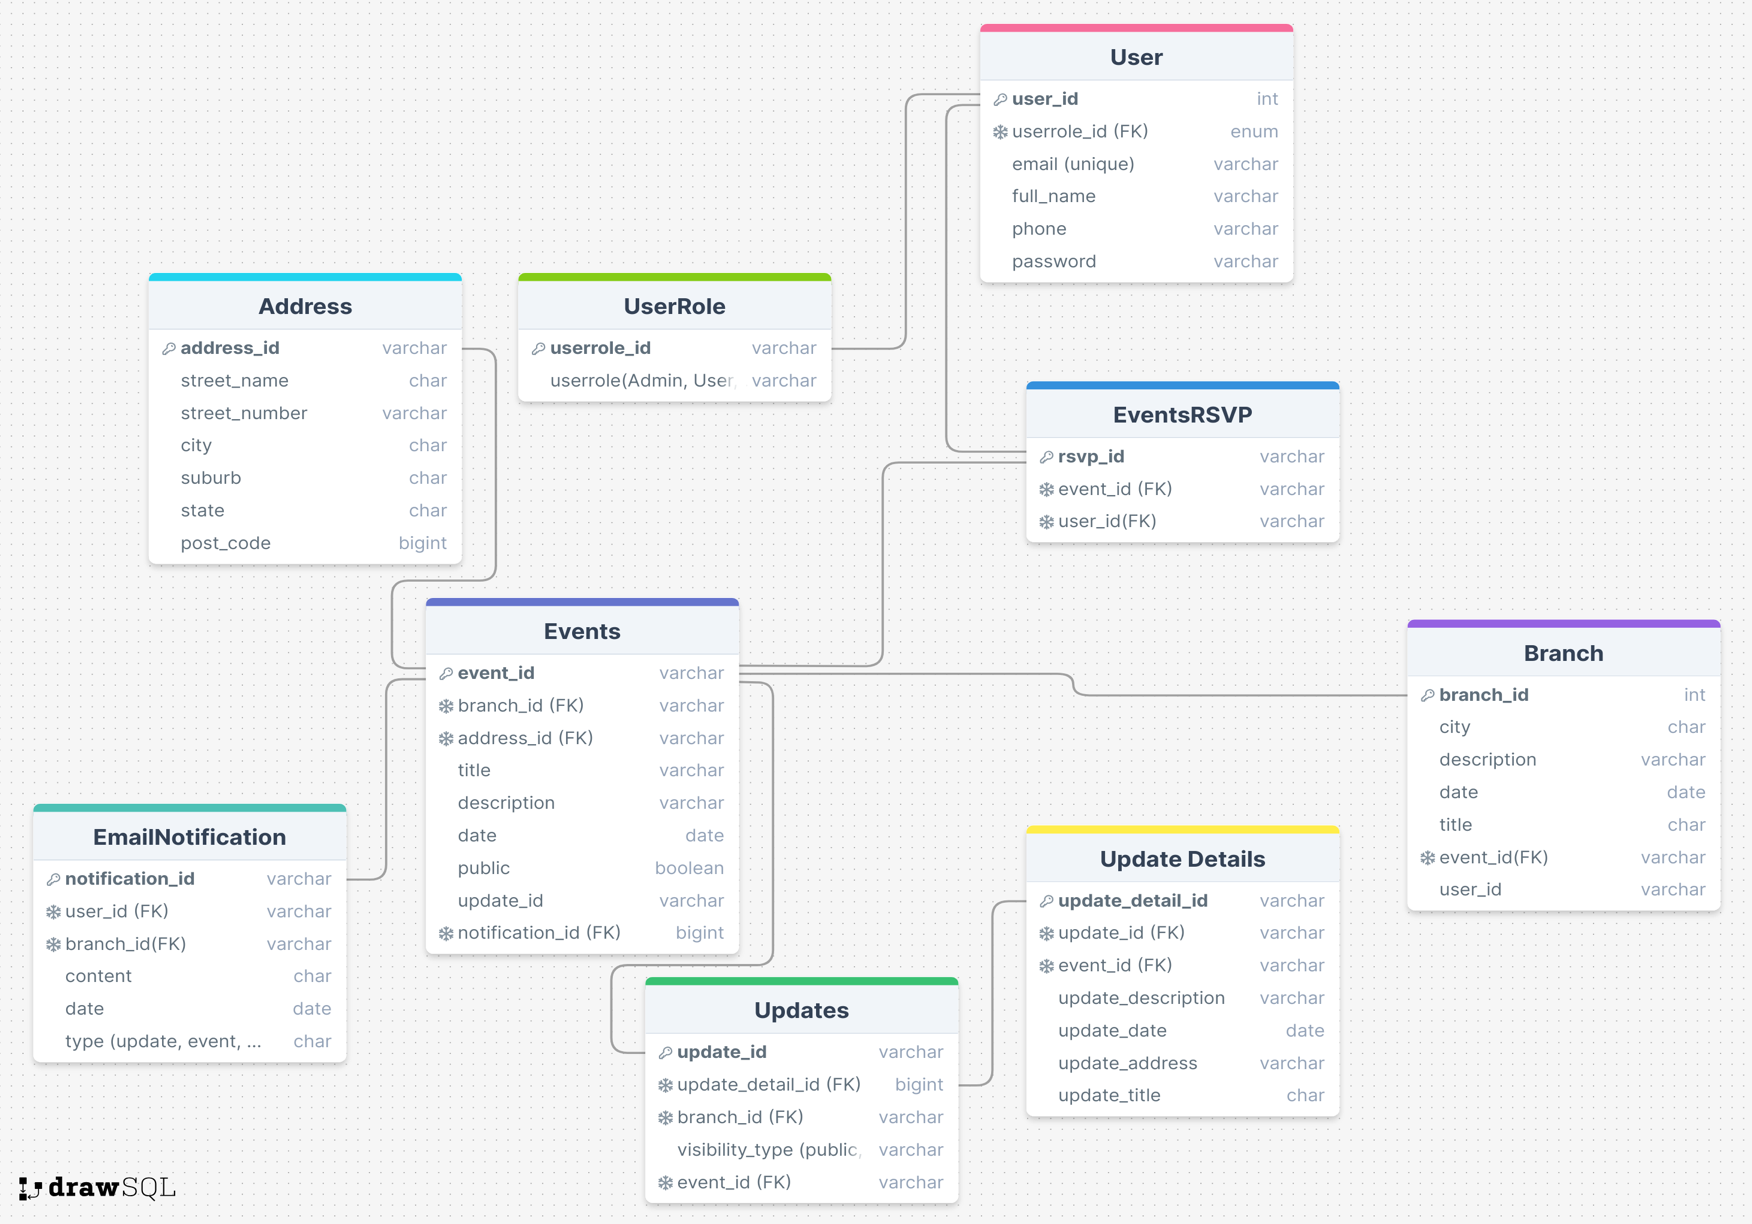 User
user_id int
userrole_id (FK) enum
email (unique) varchar
full_name varchar
phone varchar
password varchar
Address
address_id varchar
street_name char
street_number varchar
city char
suburb char
state char
post_code bigint
UserRole
userrole_id varchar
userrole(Admin, User, varchar
EventsRSVP
rsvp_id varchar
event_id (FK) varchar
user_id(FK) varchar
Events
event_id varchar
branch_id (FK) varchar
address_id (FK) varchar
title varchar
description varchar
date date
public boolean
update_id varchar
notification_id (FK) bigint
Branch
branch_id int
city char
description varchar
date date
title char
event_id(FK) varchar
user_id varchar
EmailNotification
notification_id varchar
user_id (FK) varchar
branch_id(FK) varchar
content char
date date
type (update, event, ... char
Update Details
update_detail_id varchar
update_id (FK) varchar
event_id (FK) varchar
update_description varchar
update_date date
update_address varchar
update_title char
Updates
update_id varchar
update_detail_id (FK) bigint
branch_id (FK) varchar
visibility_type (public, varchar
event_id (FK) varchar
drawSQL